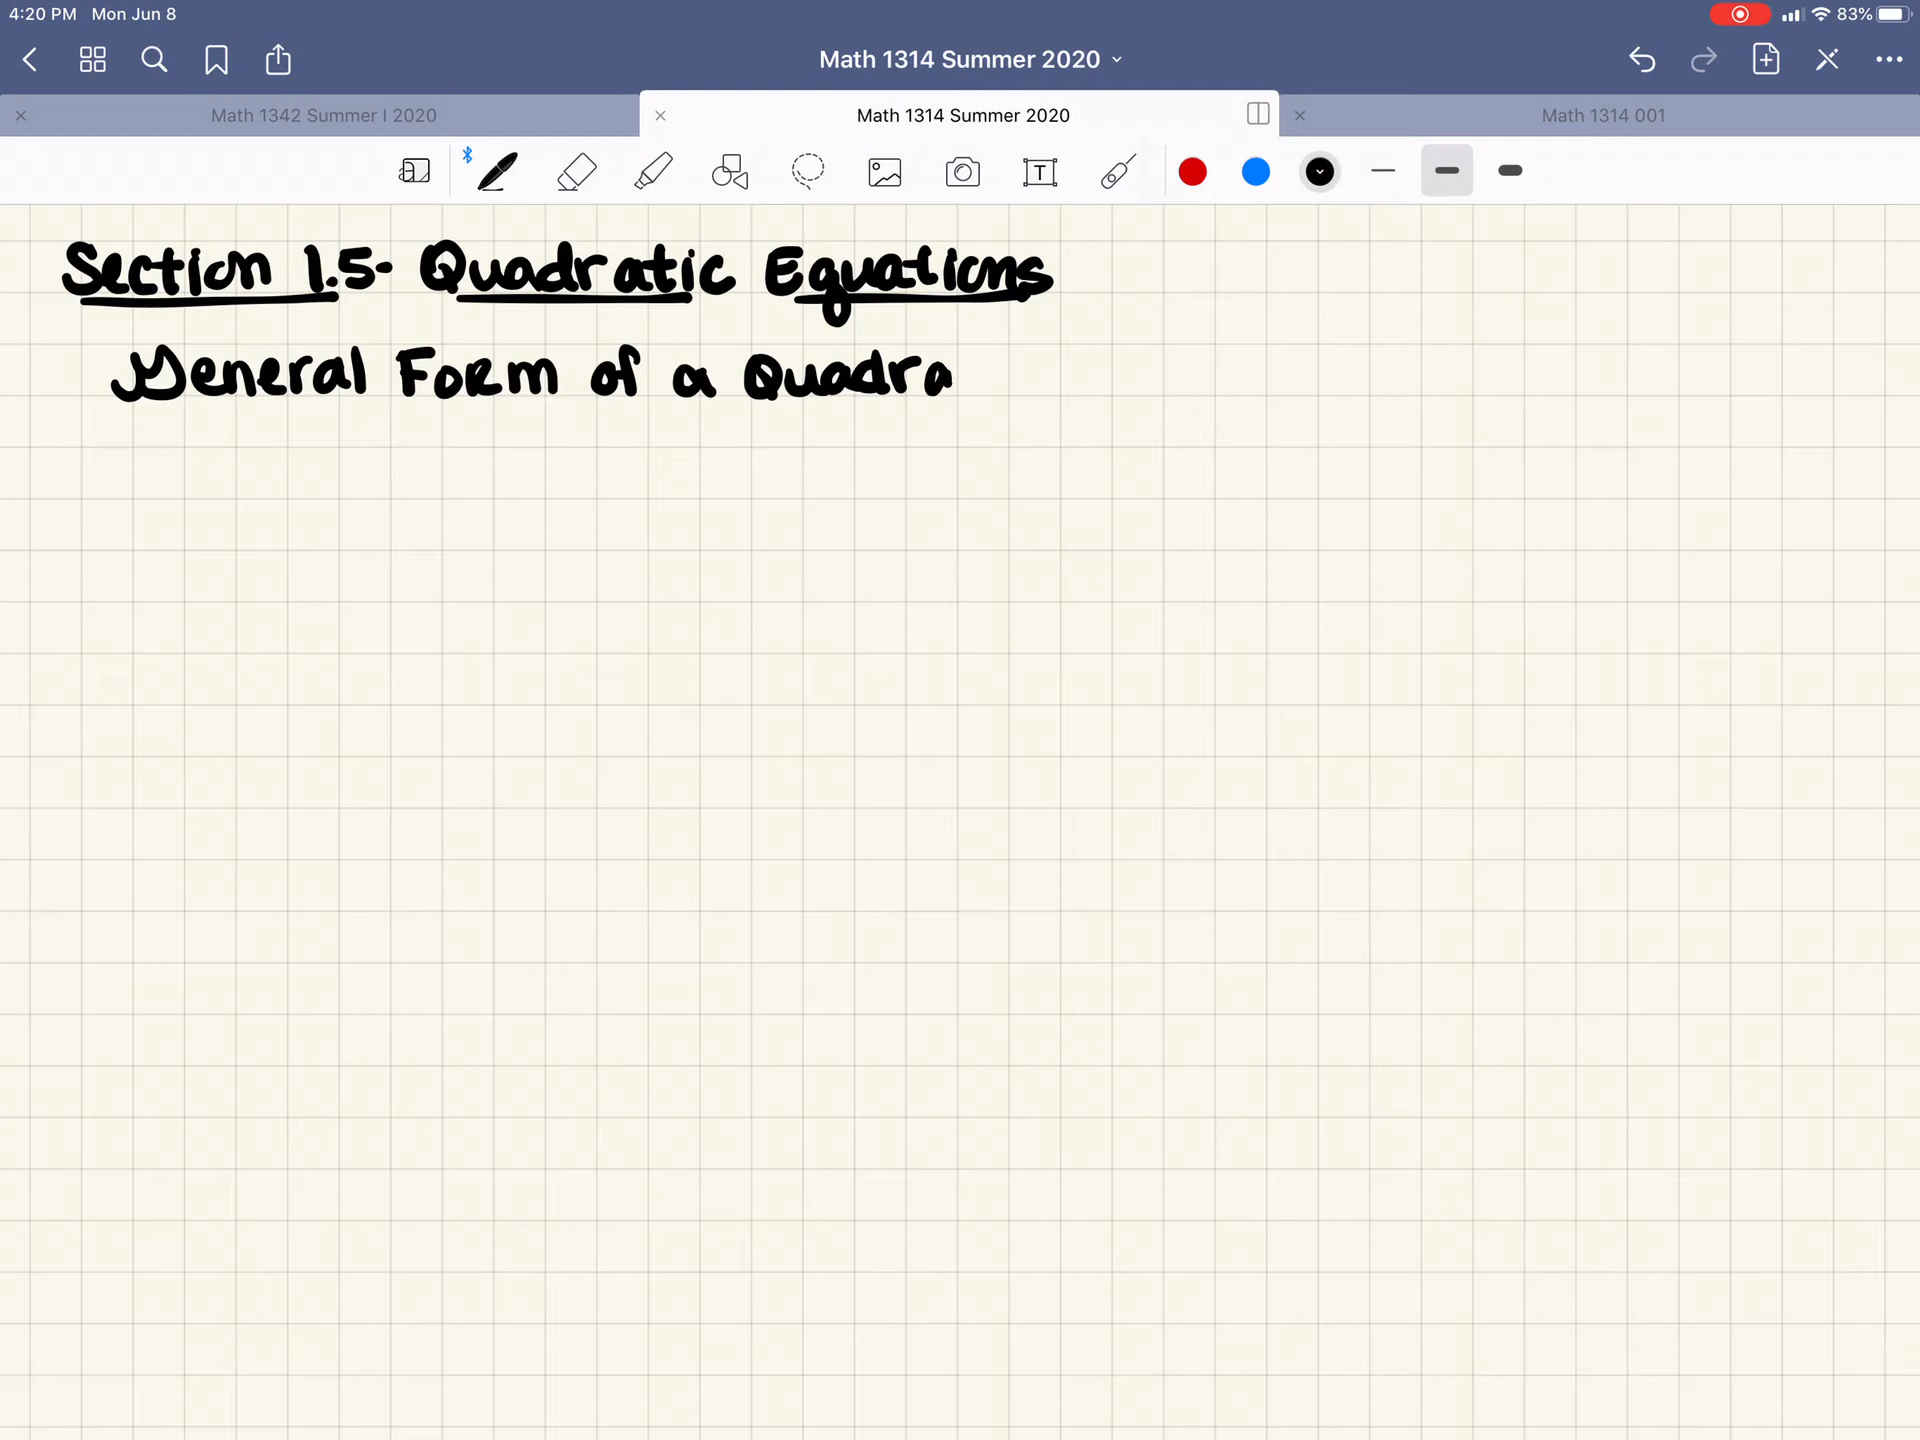 4:20 PM Mon Jun 8
83%
Math 1314 Summer 2020
Math 1342 Summer I 2020
Math 1314 Summer 2020
Math 1314 001
Section 1.5- Quadratic Equations
General Form of a Quadra